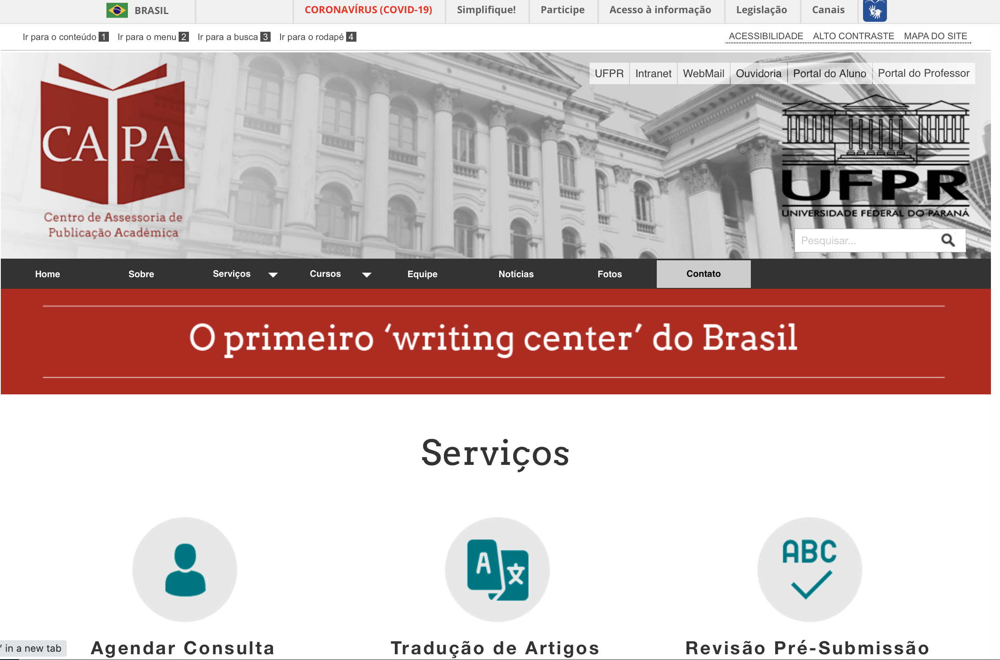 BRASIL CORONAVÍRUS (COVID-19) Simplifique! Participe Acesso à informação Legislação Canais
Ir para o conteúdo 1 Ir para o menu 2 Ir para a busca 3 Ir para o rodapé 4 ACESSIBILIDADE ALTO CONTRASTE MAPA DO SITE
UFPR Intranet WebMail Ouvidoria Portal do Aluno Portal do Professor
CAPA
Centro de Assessoria de
Publicação Acadêmica
UFPR
UNIVERSIDADE FEDERAL DO PARANÁ
Pesquisar...
Home Sobre Serviços Cursos Equipe Notícias Fotos Contato
O primeiro ‘writing center’ do Brasil
Serviços
A 文
ABC
Agendar Consulta Tradução de Artigos Revisão Pré-Submissão
' in a new tab